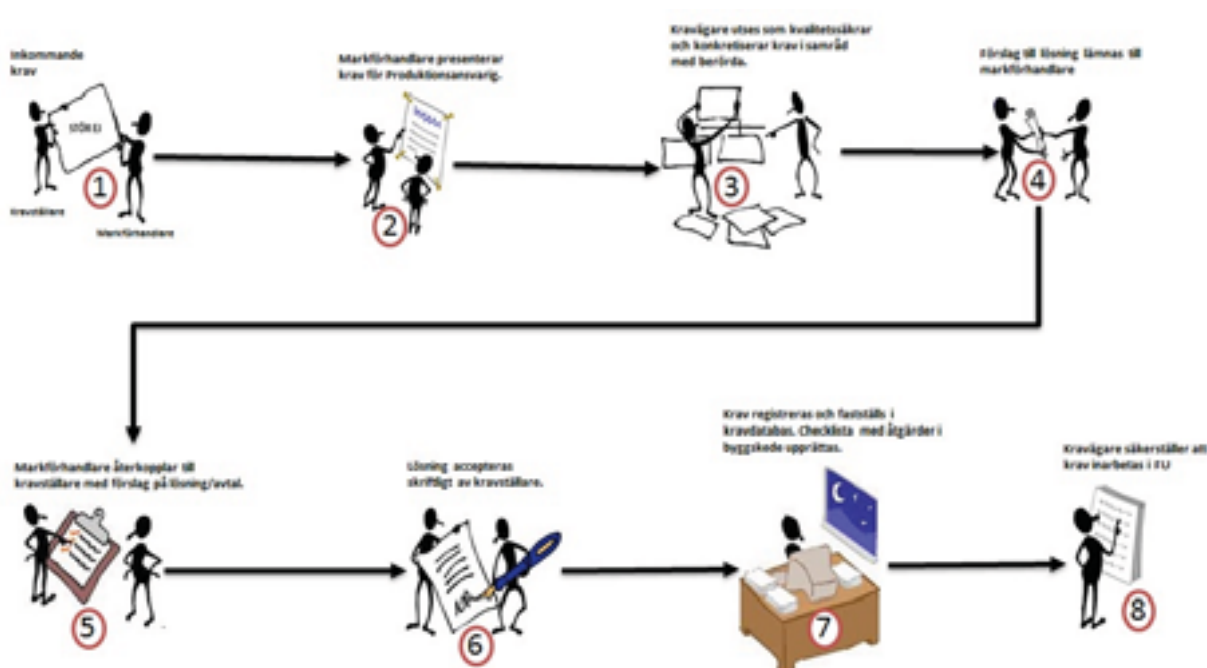 Inkommande
krav
Kravställare
Markförhandlare
1
Markförhandlare presenterar
krav för Produktionsansvarig.
2
Kravägare utses som kvalitetssäkrar
och konkretiserar krav i samråd
med berörda.
3
Förslag till lösning lämnas till
markförhandlare
4
Markförhandlare återkopplar till
kravställare med förslag på lösning/avtal.
5
Lösning accepteras
skriftligt av kravställare.
6
Krav registreras och fastställs i
kravdatabas. Checklista med åtgärder i
byggskede upprättas.
7
Kravägare säkerställer att
krav inarbetas i FU
8